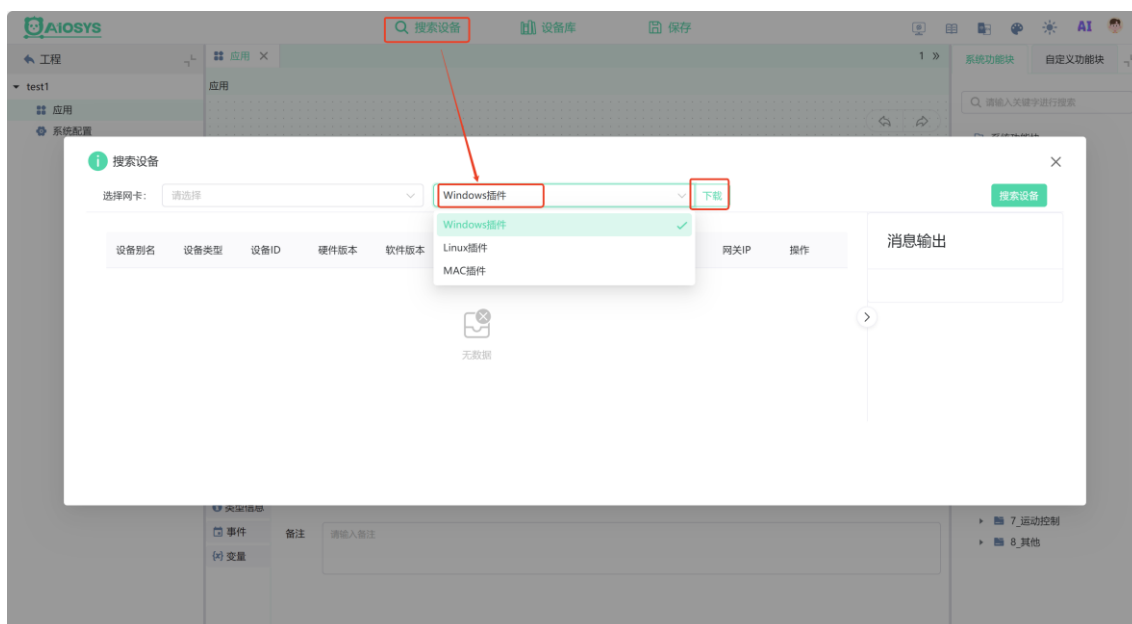 AIOSYS 搜索设备 设备库 保存 AI
工程 应用 1 » 系统功能块 自定义功能块
test1 应用
应用 请输入关键字进行搜索
系统配置
搜索设备
选择网卡: 请选择 Windows插件 下载 搜索设备
Windows插件
Linux插件
MAC插件
设备别名 设备类型 设备ID 硬件版本 软件版本 网关IP 操作
消息输出
无数据
类型信息
事件 备注 请输入备注
变量
7_运动控制
8_其他